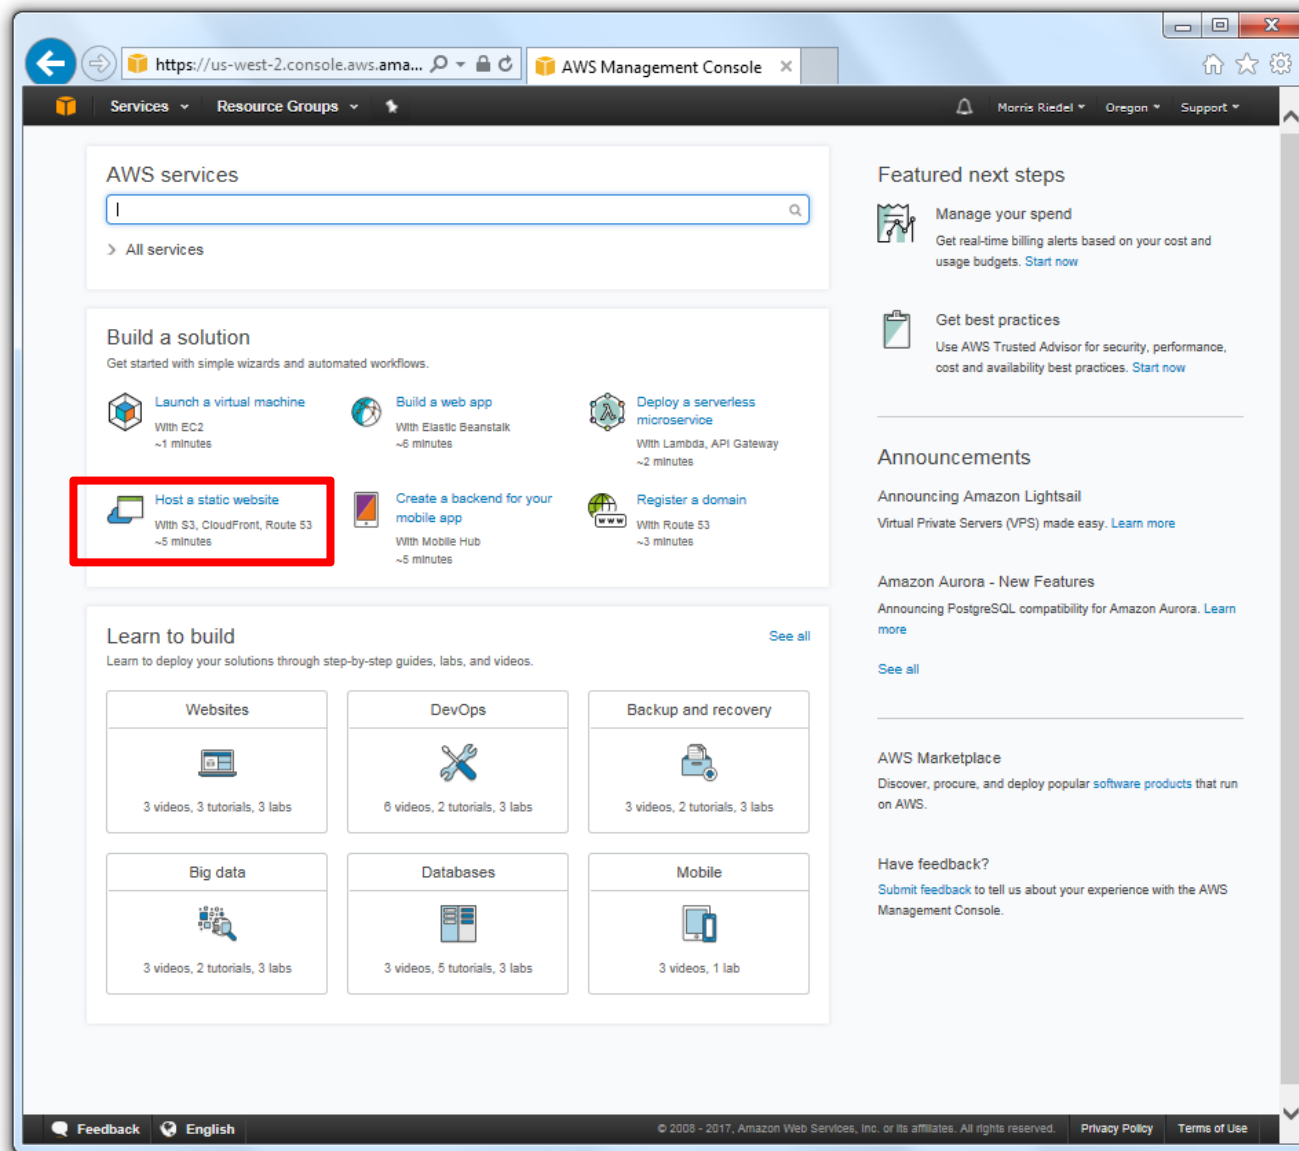 https://us-west-2.console.aws.ama...
AWS Management Console
Services
Resource Groups
Morris Riedel
Oregon
Support
AWS services
All services
Build a solution
Get started with simple wizards and automated workflows.
Launch a virtual machine
With EC2
~1 minutes
Build a web app
With Elastic Beanstalk
~6 minutes
Deploy a serverless
microservice
With Lambda, API Gateway
~2 minutes
Host a static website
With S3, CloudFront, Route 53
~5 minutes
Create a backend for your
mobile app
With Mobile Hub
~5 minutes
www
Register a domain
With Route 53
~3 minutes
Learn to build
See all
Learn to deploy your solutions through step-by-step guides, labs, and videos.
Websites
3 videos, 3 tutorials, 3 labs
DevOps
6 videos, 2 tutorials, 3 labs
Backup and recovery
3 videos, 2 tutorials, 3 labs
Big data
3 videos, 2 tutorials, 3 labs
Databases
3 videos, 5 tutorials, 3 labs
Mobile
3 videos, 1 lab
Featured next steps
Manage your spend
Get real-time billing alerts based on your cost and
usage budgets. Start now
Get best practices
Use AWS Trusted Advisor for security, performance,
cost and availability best practices. Start now
Announcements
Announcing Amazon Lightsail
Virtual Private Servers (VPS) made easy. Learn more
Amazon Aurora - New Features
Announcing PostgreSQL compatibility for Amazon Aurora. Learn
more
See all
AWS Marketplace
Discover, procure, and deploy popular software products that run
on AWS.
Have feedback?
Submit feedback to tell us about your experience with the AWS
Management Console.
Feedback
English
© 2008 - 2017, Amazon Web Services, Inc. or its affiliates. All rights reserved.
Privacy Policy
Terms of Use